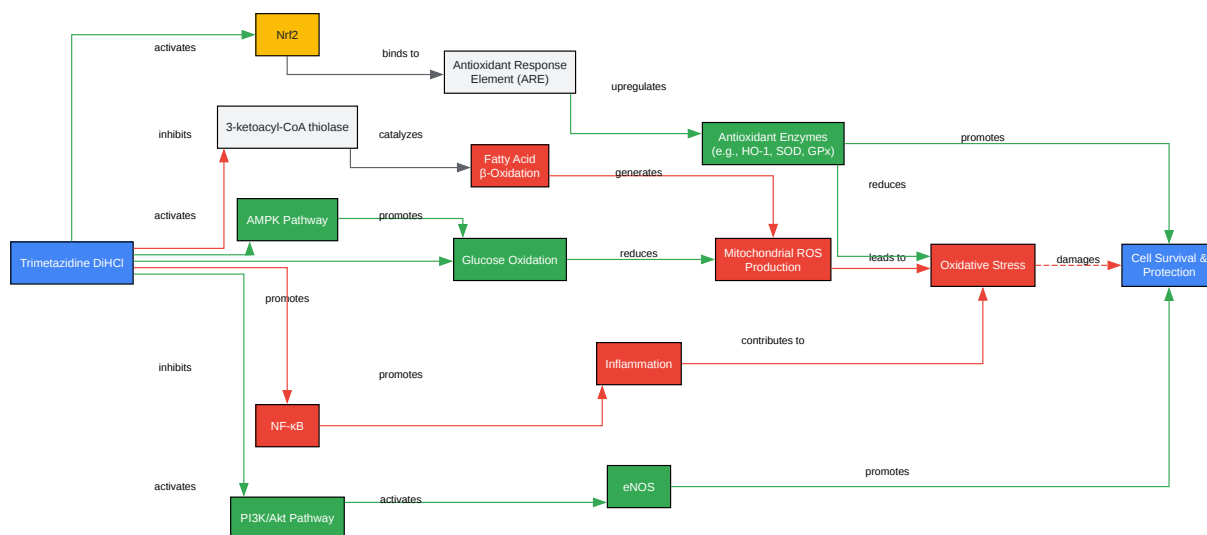 Nrf2
activates
binds to
Antioxidant Response
Element (ARE)
upregulates
3-ketoacyl-CoA thiolase
inhibits
catalyzes
Antioxidant Enzymes
(e.g., HO-1, SOD, GPx)
promotes
Fatty Acid
β-Oxidation
generates
reduces
AMPK Pathway
activates
promotes
Trimetazidine DiHCl
Glucose Oxidation
reduces
Mitochondrial ROS
Production
leads to
Oxidative Stress
damages
Cell Survival &
Protection
promotes
inhibits
promotes
Inflammation
contributes to
NF-κB
activates
PI3K/Akt Pathway
activates
eNOS
promotes